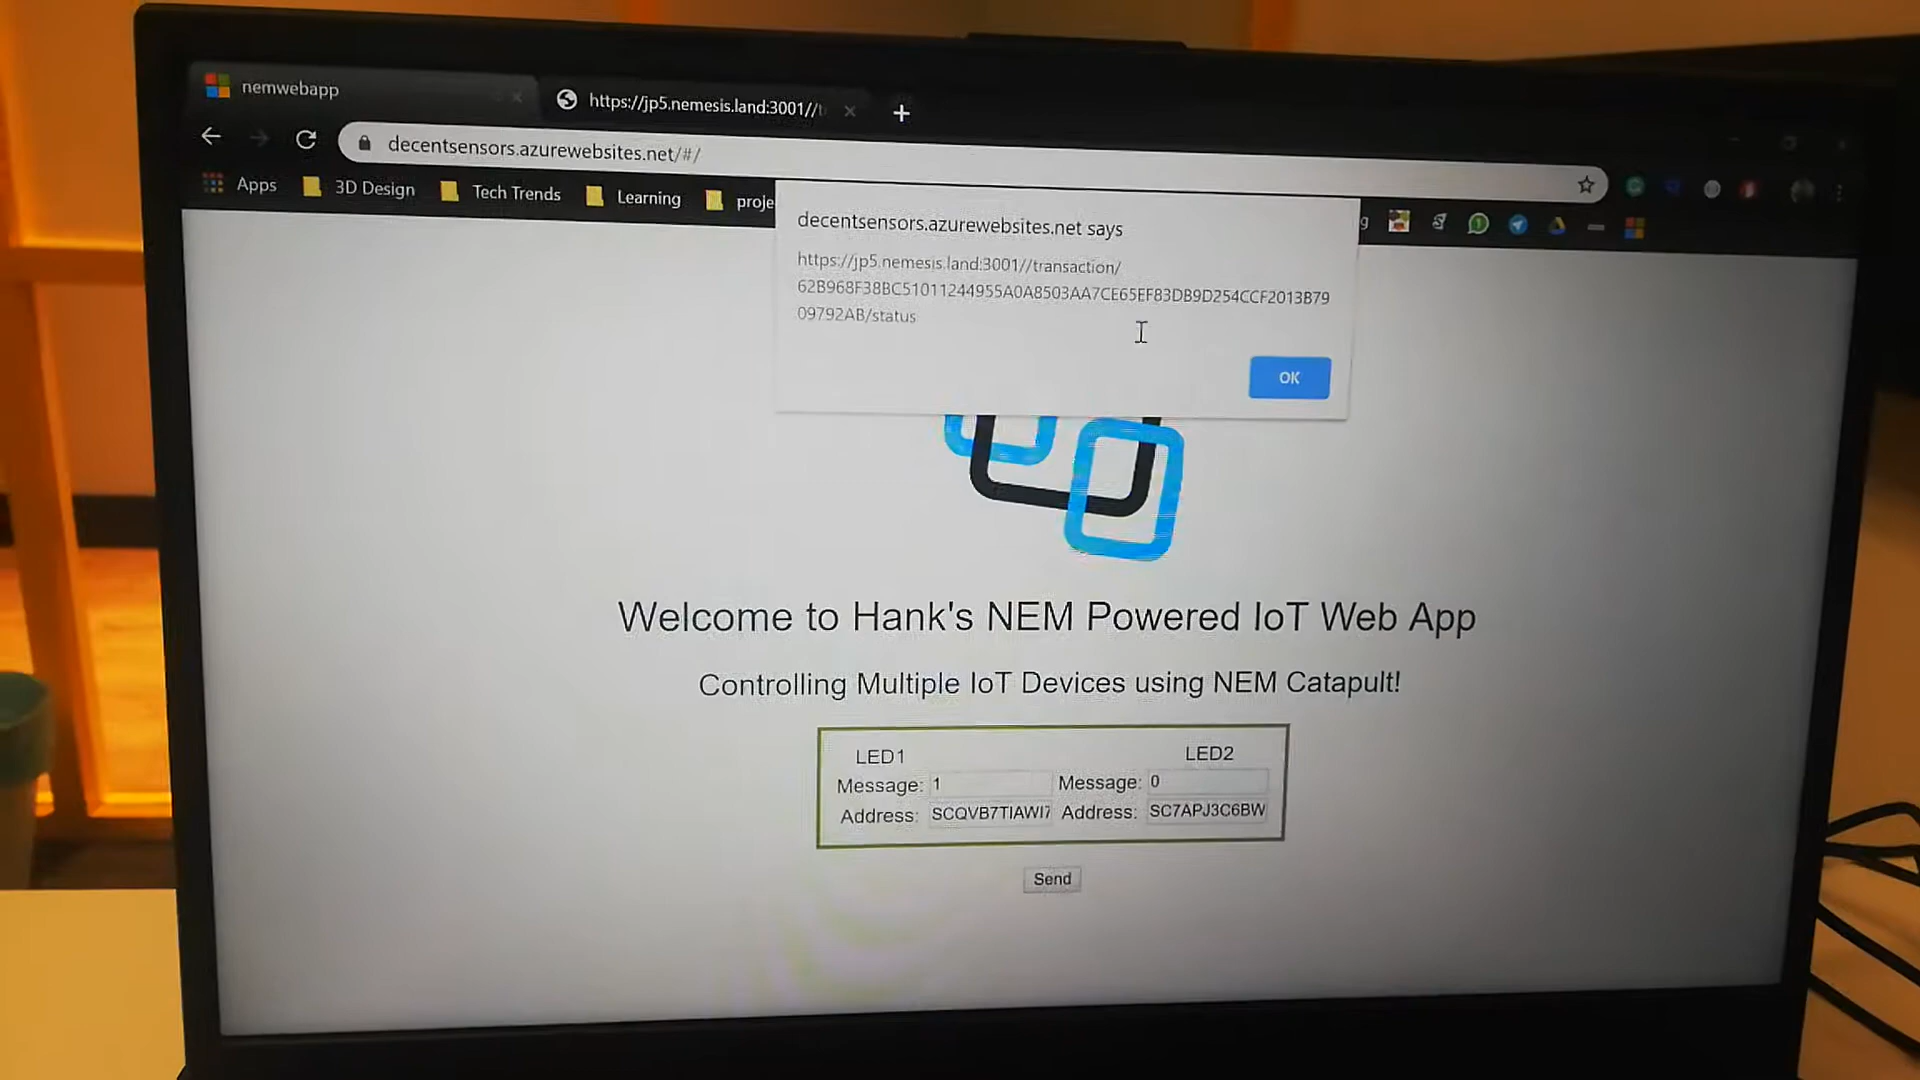 nemwebapp
https://jp5.nemesis.land:3001//t
decentsensors.azurewebsites.net/#/
Apps
3D Design
Tech Trends
Learning
proje
g
decentsensors.azurewebsites.net says
https://jp5.nemesis.land:3001//transaction/
62B968F38BC51011244955A0A8503AA7CE65EF83DB9D254CCF2013B79
09792AB/status
OK
Welcome to Hank's NEM Powered IoT Web App
Controlling Multiple IoT Devices using NEM Catapult!
LED1 LED2
Message: 1 Message: 0
Address: SCQVB7TIAWI7 Address: SC7APJ3C6BW
Send